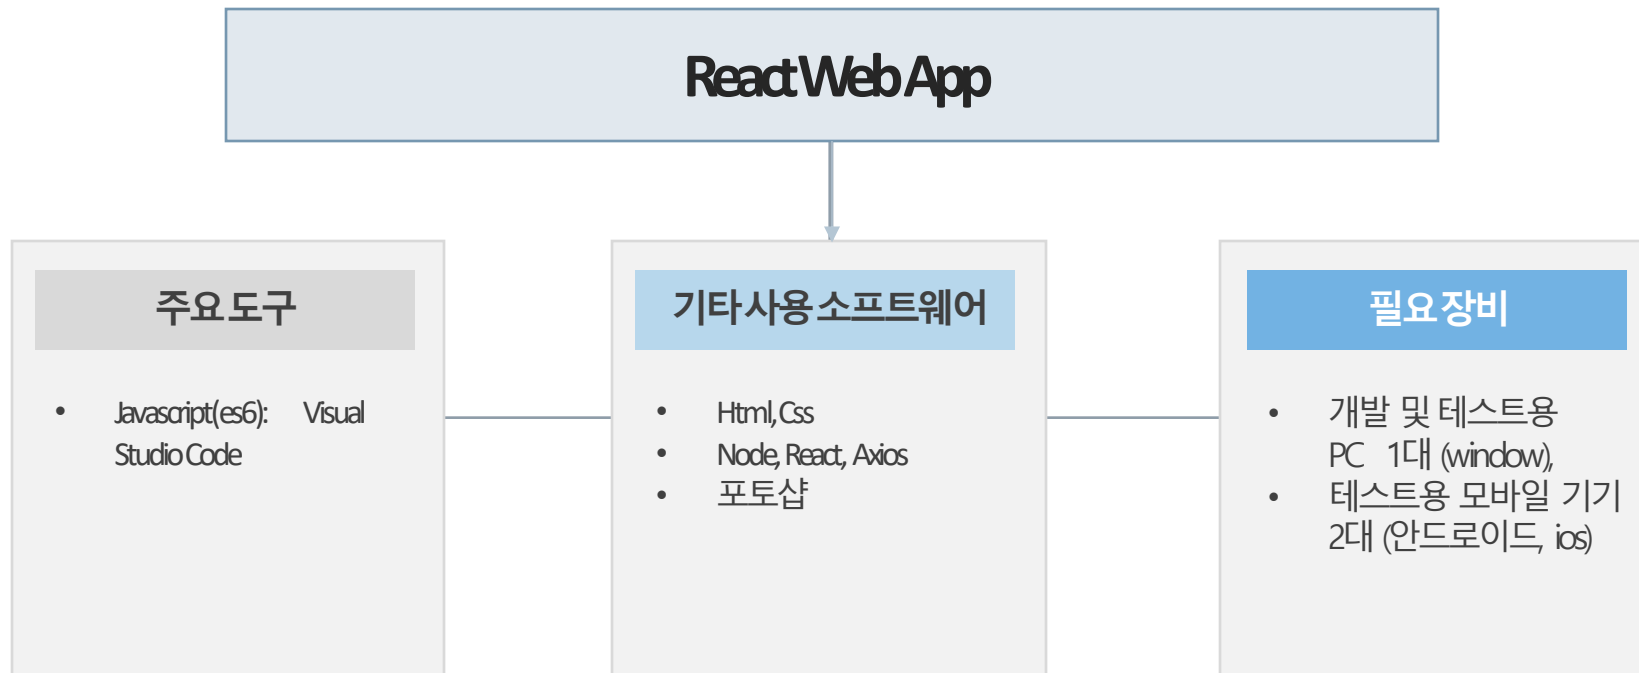 React Web App
주요 도구
• Javascript(es6): Visual
Studio Code
기타 사용 소프트웨어
• Html, Css
• Node, React, Axios
• 포토샵
필요 장비
• 개발 및 테스트용
PC 1대 (window),
• 테스트용 모바일 기기
2대 (안드로이드, ios)